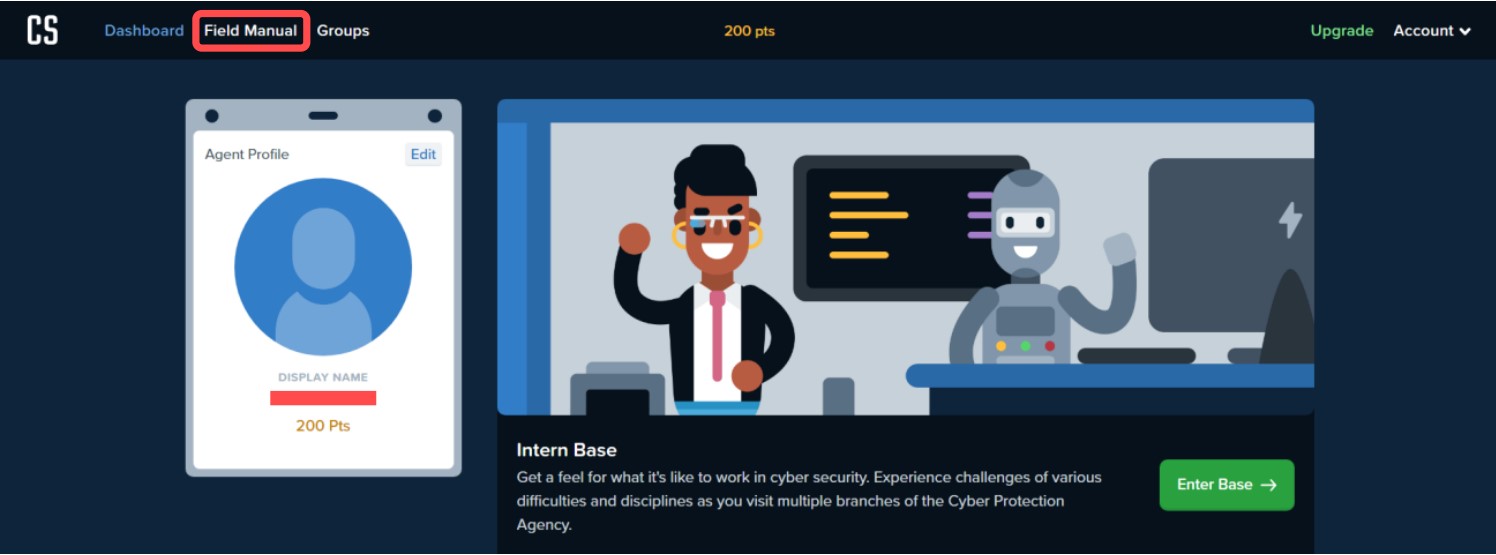 CS Dashboard Field Manual Groups 200 pts Upgrade Account
Agent Profile Edit
DISPLAY NAME
200 Pts
Intern Base
Get a feel for what it's like to work in cyber security. Experience challenges of various
difficulties and disciplines as you visit multiple branches of the Cyber Protection
Agency.
Enter Base →